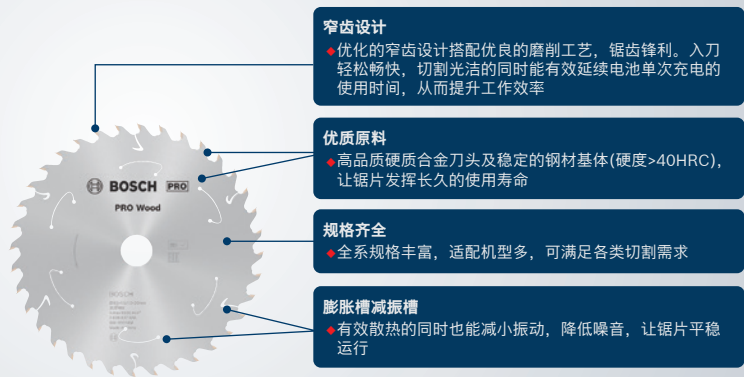 窄齿设计
◆优化的窄齿设计搭配优良的磨削工艺，锯齿锋利。入刀
轻松畅快，切割光洁的同时能有效延续电池单次充电的
使用时间，从而提升工作效率
优质原料
◆高品质硬质合金刀头及稳定的钢材基体(硬度>40HRC)，
让锯片发挥长久的使用寿命
BOSCH PRO
PRO Wood
规格齐全
◆全系规格丰富，适配机型多，可满足各类切割需求
BOSCH
膨胀槽减振槽
◆有效散热的同时也能减小振动，降低噪音，让锯片平稳
运行